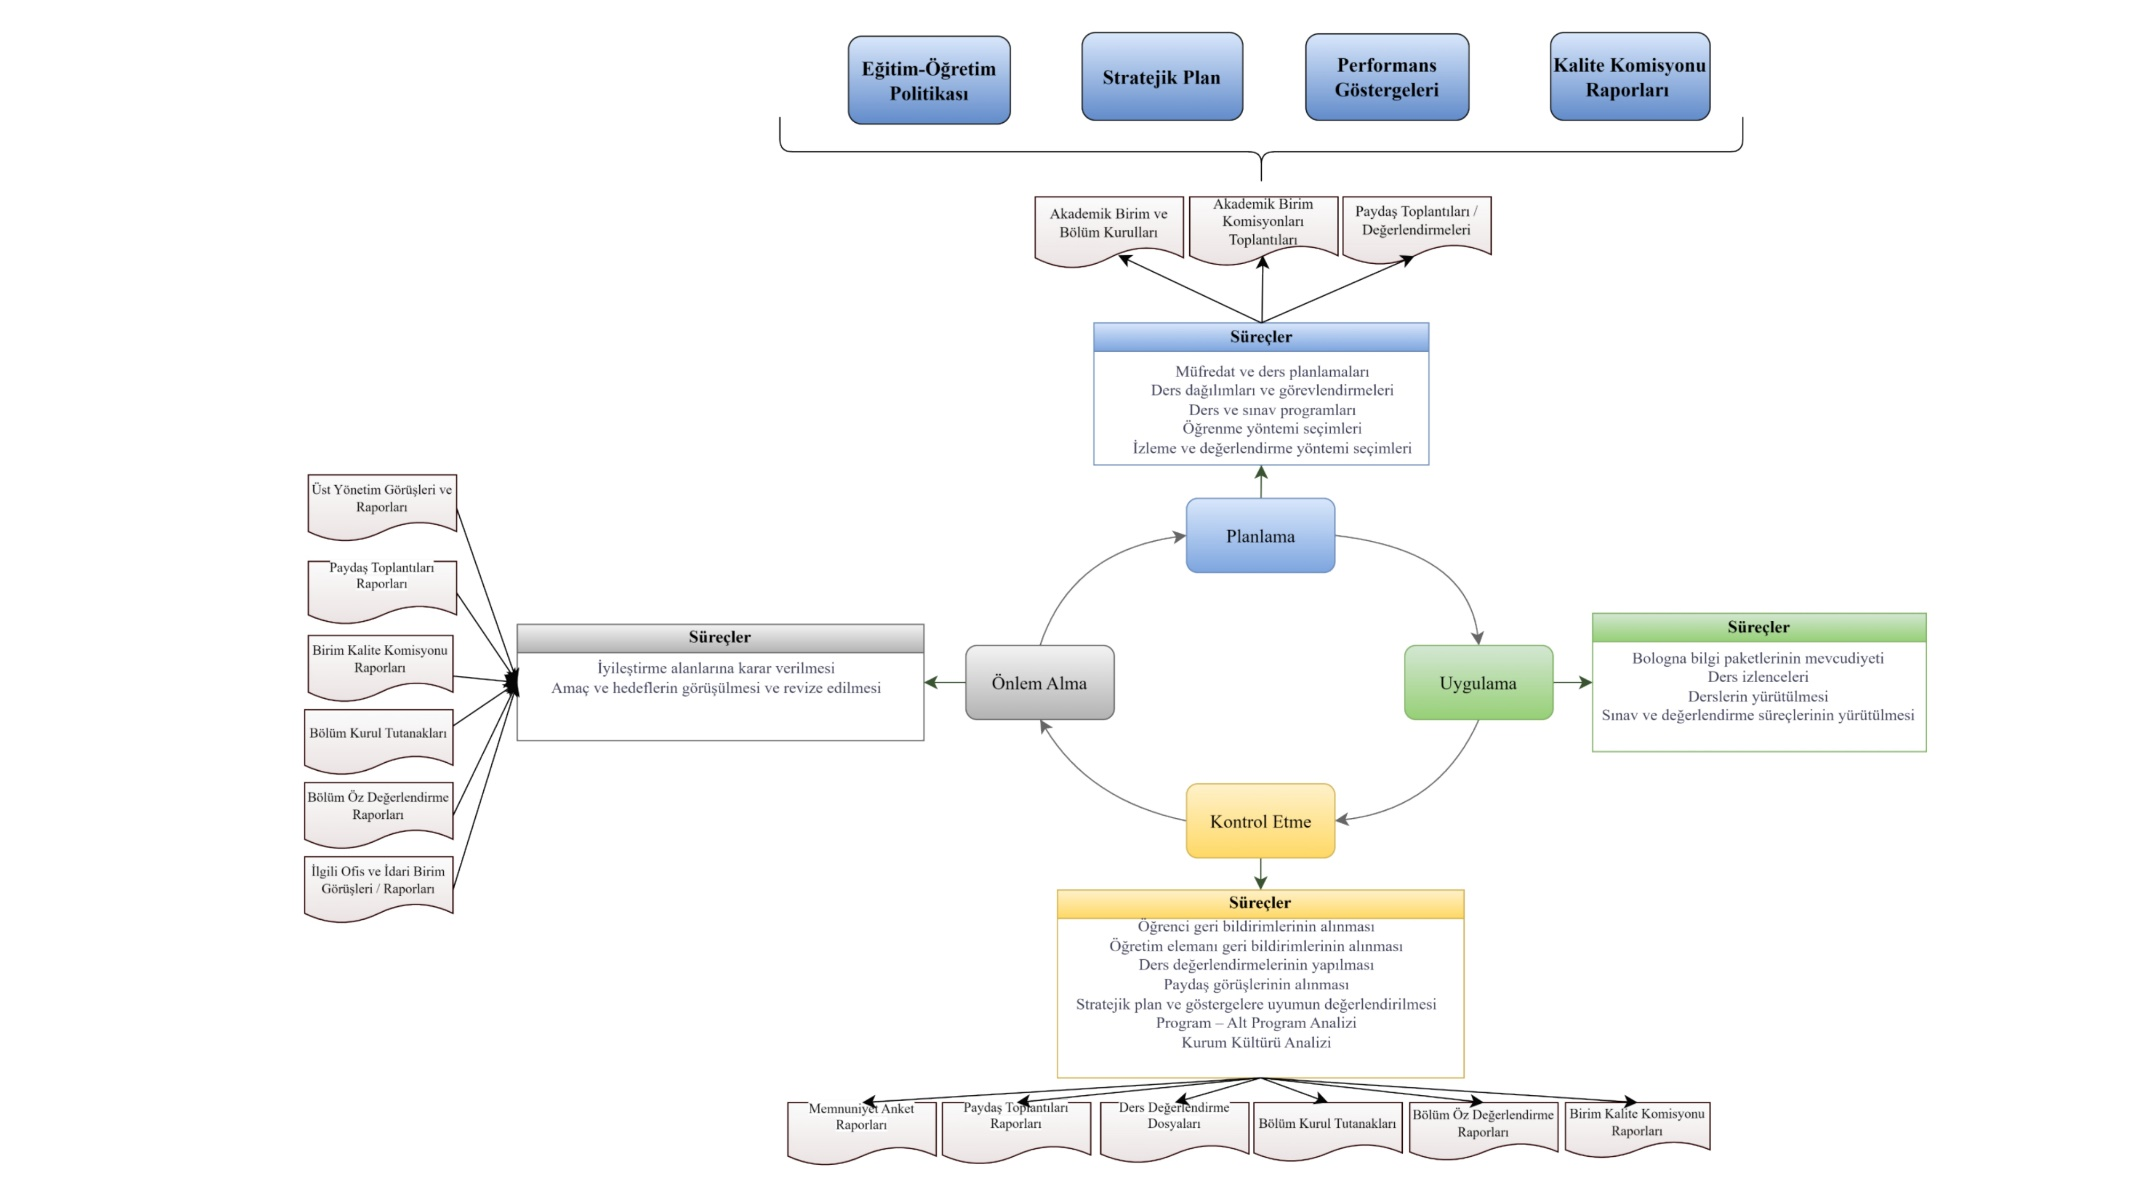 Eğitim-Öğretim
Politikası
Stratejik Plan
Performans
Göstergeleri
Kalite Komisyonu
Raporları
Akademik Birim ve
Bölüm Kurulları
Akademik Birim
Komisyonları
Toplantıları
Paydaş Toplantıları /
Değerlendirmeleri
Süreçler
Müfredat ve ders planlamaları
Ders dağılımları ve görevlendirmeleri
Ders ve sınav programları
Öğrenme yöntemi seçimleri
İzleme ve değerlendirme yöntemi seçimleri
Planlama
Üst Yönetim Görüşleri ve
Raporları
Paydaş Toplantıları
Raporları
Birim Kalite Komisyonu
Raporları
Bölüm Kurul Tutanakları
Bölüm Öz Değerlendirme
Raporları
İlgili Ofis ve İdari Birim
Görüşleri / Raporları
Süreçler
İyileştirme alanlarına karar verilmesi
Amaç ve hedeflerin görüşülmesi ve revize edilmesi
Önlem Alma
Uygulama
Süreçler
Bologna bilgi paketlerinin mevcudiyeti
Ders izlenceleri
Derslerin yürütülmesi
Sınav ve değerlendirme süreçlerinin yürütülmesi
Kontrol Etme
Süreçler
Öğrenci geri bildirimlerinin alınması
Öğretim elemanı geri bildirimlerinin alınması
Ders değerlendirmelerinin yapılması
Paydaş görüşlerinin alınması
Stratejik plan ve göstergelere uyumun değerlendirilmesi
Program – Alt Program Analizi
Kurum Kültürü Analizi
Memnuniyet Anket
Raporları
Paydaş Toplantıları
Raporları
Ders Değerlendirme
Dosyaları
Bölüm Kurul Tutanakları
Bölüm Öz Değerlendirme
Raporları
Birim Kalite Komisyonu
Raporları